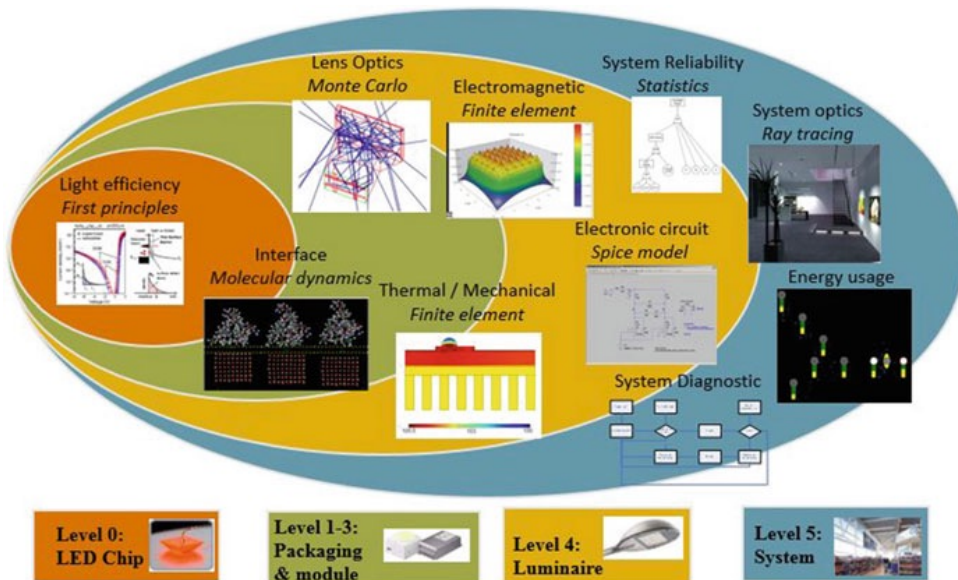 Lens Optics
Monte Carlo
Electromagnetic
Finite element
System Reliability
Statistics
System optics
Ray tracing
Light efficiency
First principles
Interface
Molecular dynamics
Thermal / Mechanical
Finite element
Electronic circuit
Spice model
Energy usage
System Diagnostic
Level 0:
LED Chip
Level 1-3:
Packaging
& module
Level 4:
Luminaire
Level 5:
System